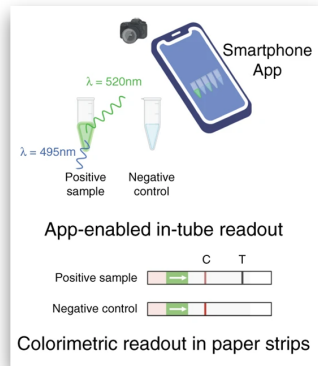 Smartphone
App
λ = 520nm
λ = 495nm
Positive
sample
Negative
control
App-enabled in-tube readout
C T
Positive sample
Negative control
Colorimetric readout in paper strips